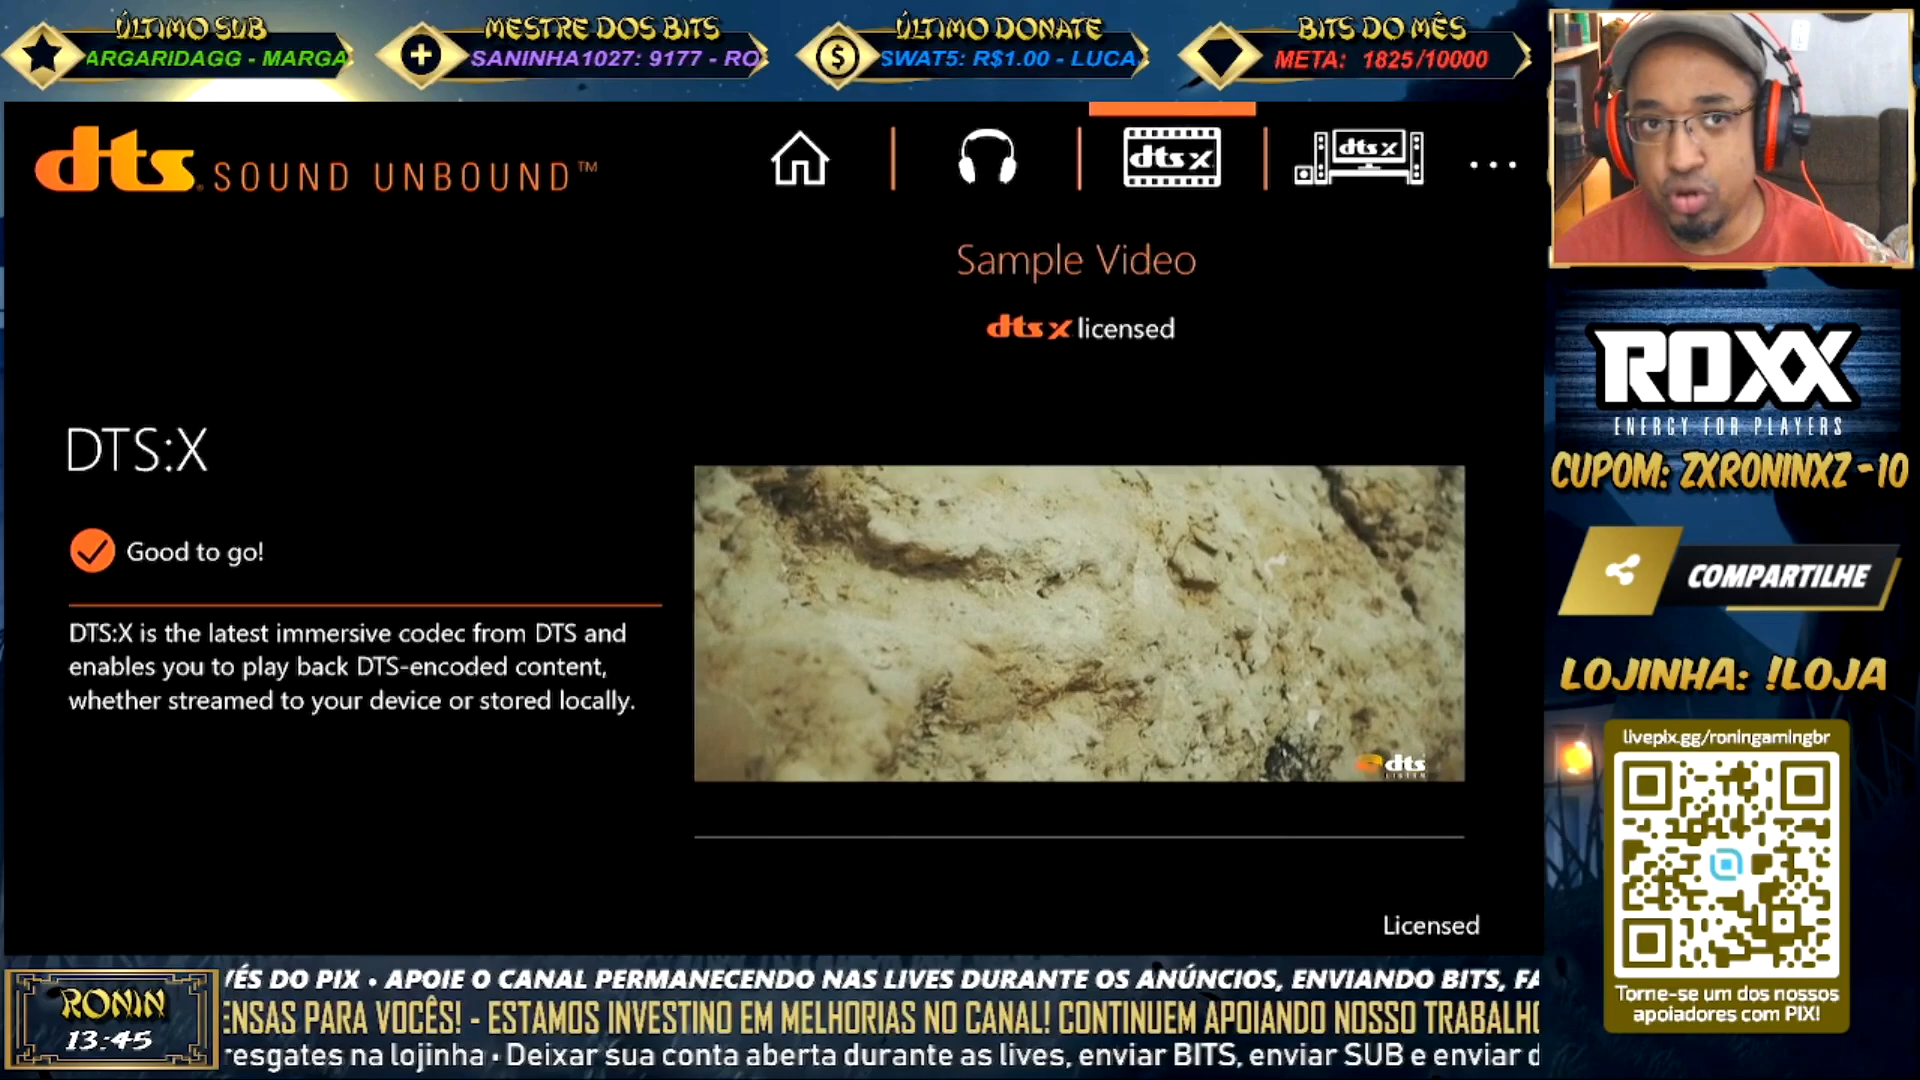 ÚLTIMO SUB
ARGARIDAGG - MARGA
MESTRE DOS BITS
SANINHA1027: 9177 - RO
ÚLTIMO DONATE
SWAT5: R$1.00 - LUCA
BITS DO MÊS
META: 1825/10000
dts SOUND UNBOUND™
dts x
dts x
...
Sample Video
dts x licensed
DTS:X
Good to go!
DTS:X is the latest immersive codec from DTS and
enables you to play back DTS-encoded content,
whether streamed to your device or stored locally.
dts
LISTEN
Licensed
ROXX
ENERGY FOR PLAYERS
CUPOM: ZXRONINXZ -10
COMPARTILHE
LOJINHA: !LOJA
livepix.gg/roningamingbr
Torne-se um dos nossos
apoiadores com PIX!
RONIN
13:45
VÉS DO PIX • APOIE O CANAL PERMANECENDO NAS LIVES DURANTE OS ANÚNCIOS, ENVIANDO BITS, FA
ENSAS PARA VOCÊS! - ESTAMOS INVESTINO EM MELHORIAS NO CANAL! CONTINUEM APOIANDO NOSSO TRABALHO
resgates na lojinha • Deixar sua conta aberta durante as lives, enviar BITS, enviar SUB e enviar d